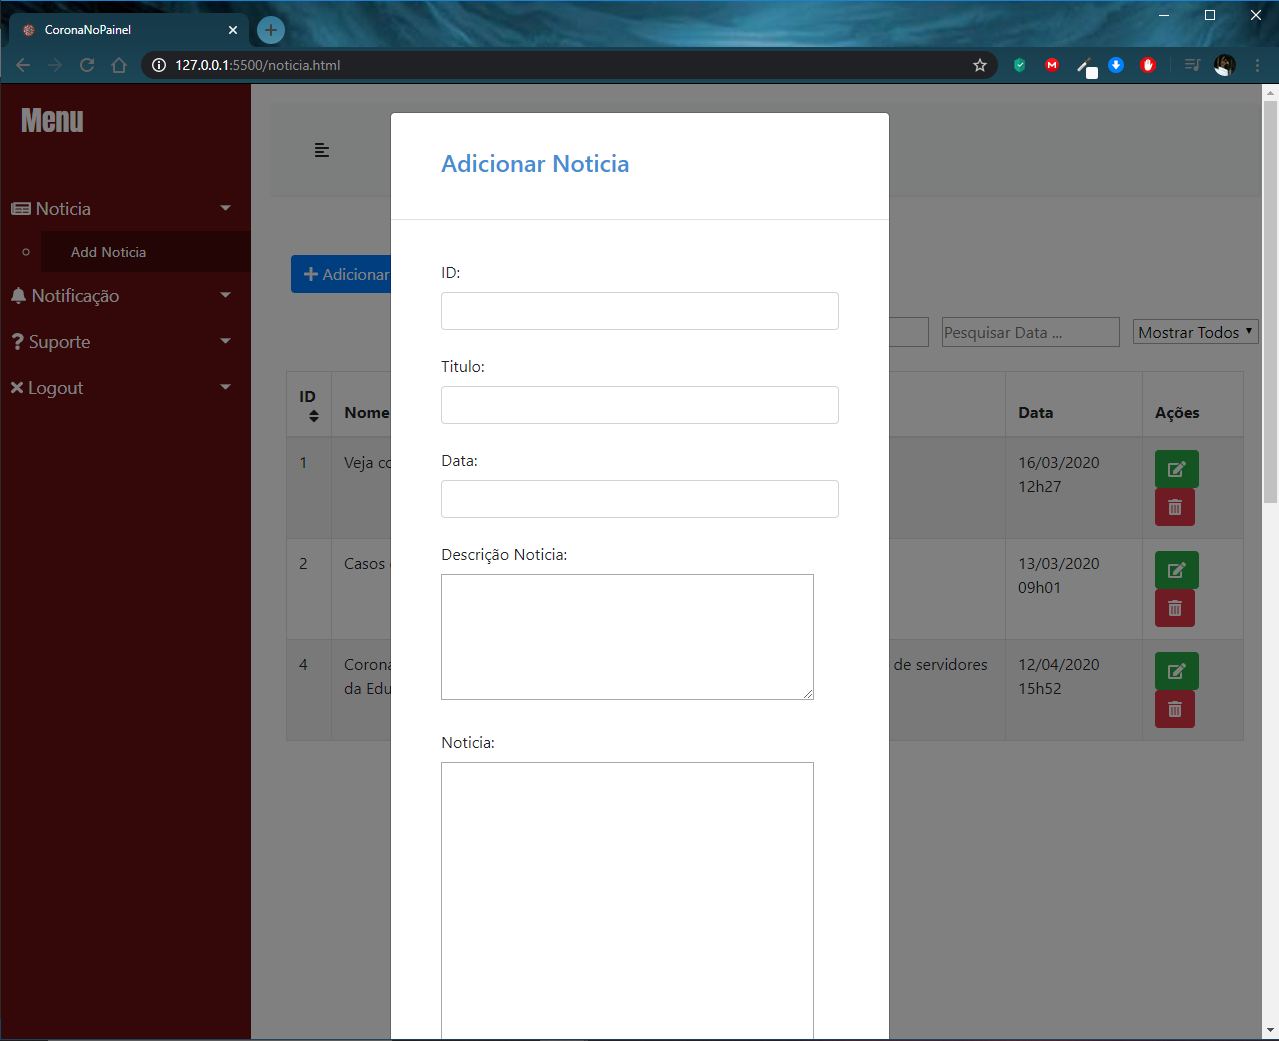 CoronaNoPainel
127.0.0.1:5500/noticia.html
Menu
Noticia
Add Noticia
Notificação
Suporte
Logout
Adicionar Noticia
ID:
Titulo:
Data:
Descrição Noticia:
Noticia:
Adicionar
Pesquisar Data ...
Mostrar Todos
ID
Nome
Data
Ações
1
Veja co
16/03/2020
12h27
2
Casos
13/03/2020
09h01
4
Corona
de servidores
da Edu
12/04/2020
15h52